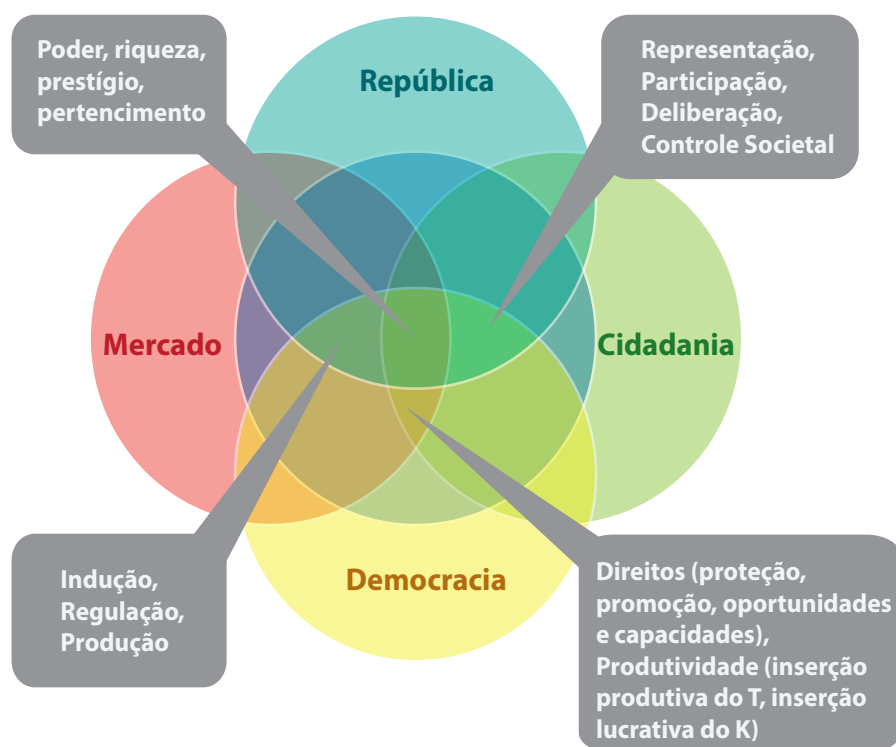 Poder, riqueza,
prestígio,
pertencimento
República
Representação,
Participação,
Deliberação,
Controle Societal
Mercado
Cidadania
Democracia
Indução,
Regulação,
Produção
Direitos (proteção,
promoção, oportunidades
e capacidades),
Produtividade (inserção
produtiva do T, inserção
lucrativa do K)